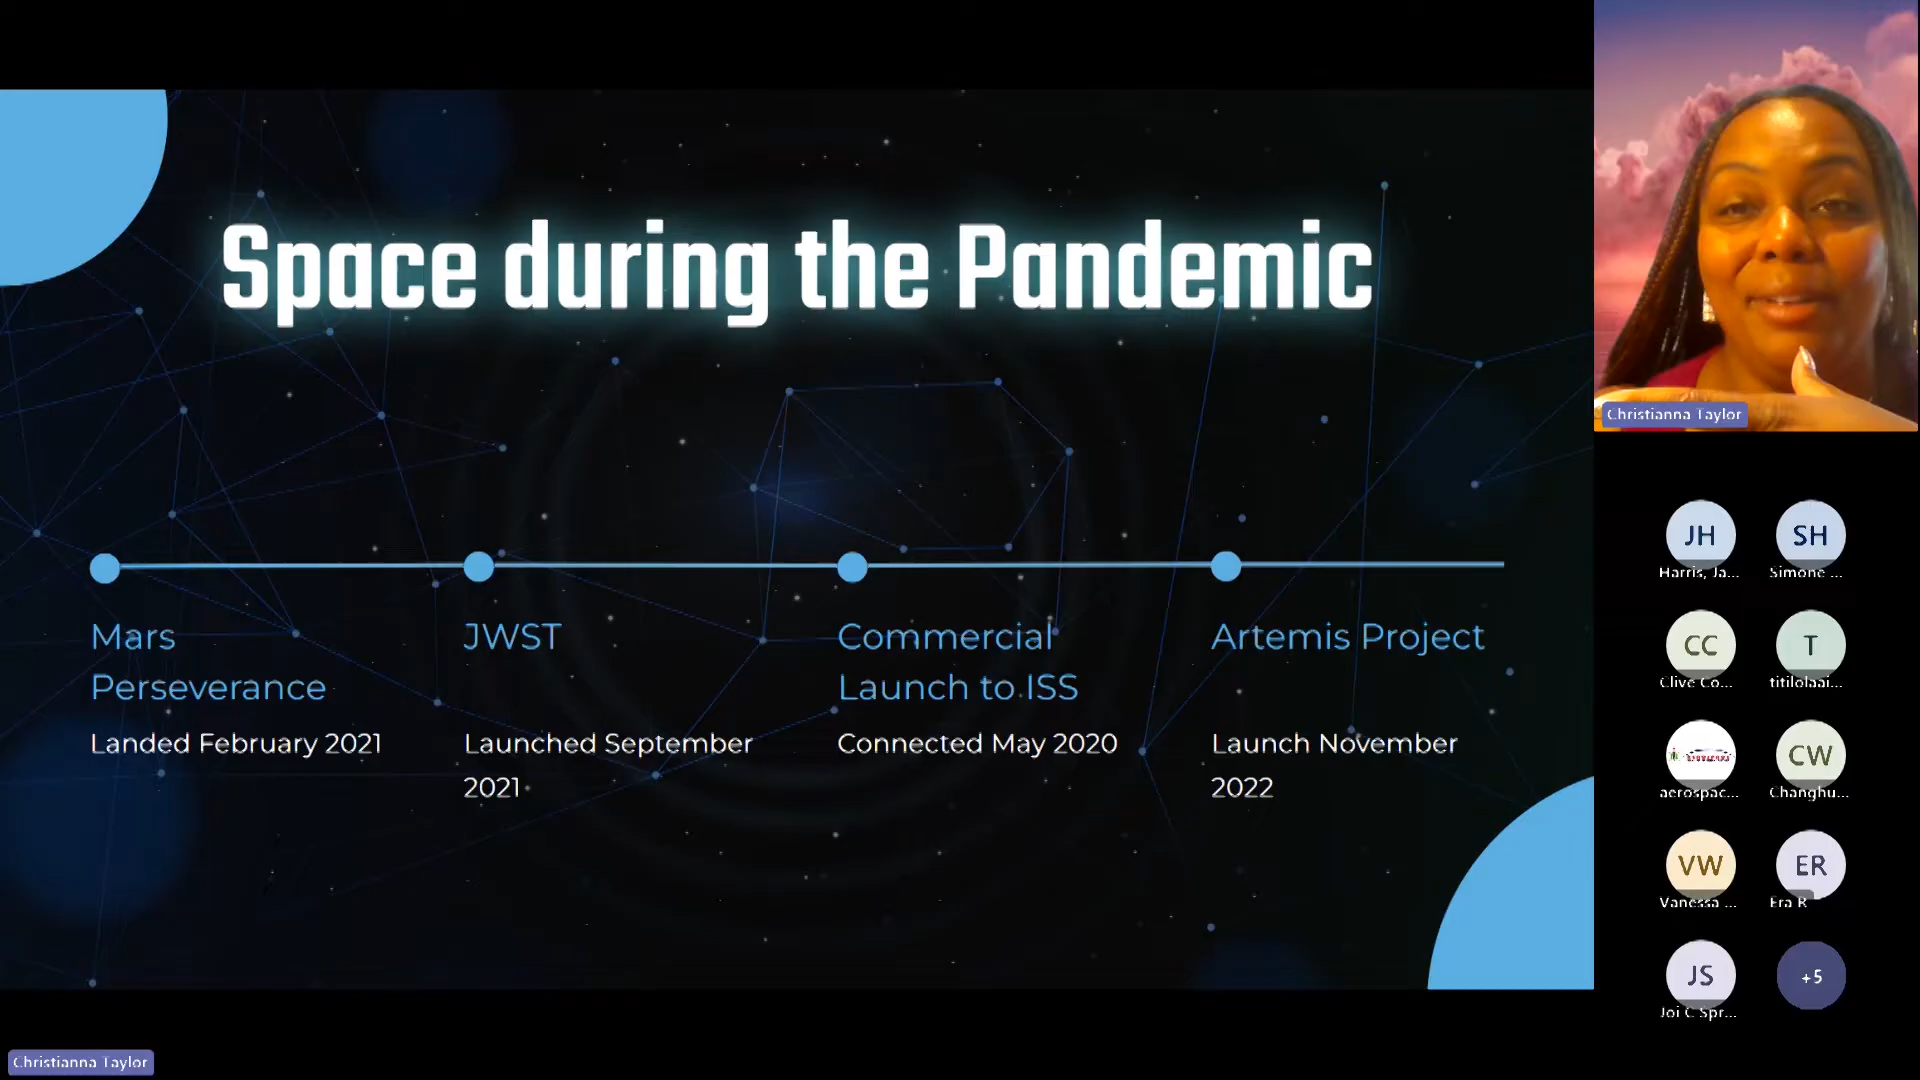 Space during the Pandemic
Mars
Perseverance
Landed February 2021
JWST
Launched September
2021
Commercial
Launch to ISS
Connected May 2020
Artemis Project
Launch November
2022
Christianna Taylor
JH
SH
Harris, Ja...
Simone ...
CC
T
Clive Co...
titilolaai...
CW
aerospac...
Changhu...
VW
ER
Vanessa ...
Era R
JS
+5
Joi C Spr...
Christianna Taylor